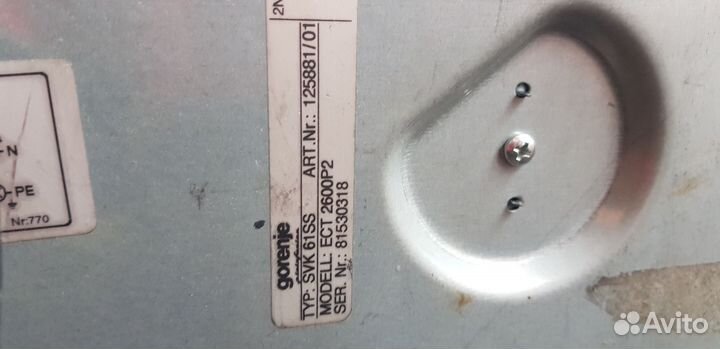 gorenje
TYP: SVK 61SS ART.Nr.: 125881/01
MODELL: ECT 2600P2
SER. Nr.: 81530318
2N
N
PE
Nr.770
Avito